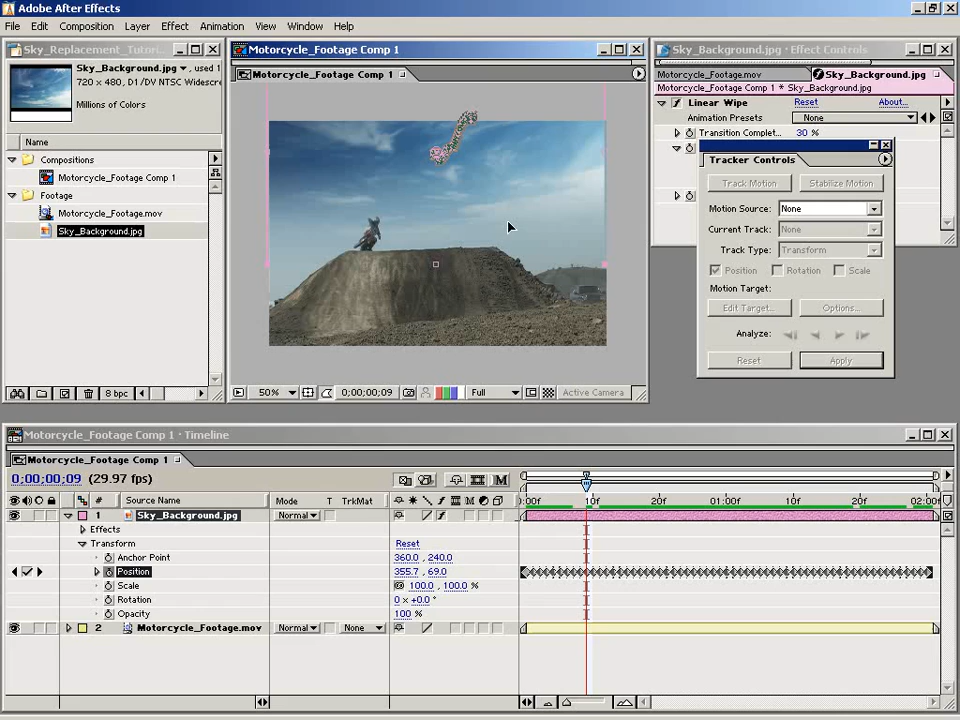 Adobe After Effects
File Edit Composition Layer Effect Animation View Window Help
Sky_Replacement_Tutori...
Sky_Background.jpg , used 1
720 x 480, D1/DV NTSC Widescre
Millions of Colors
Name
Compositions
Motorcycle_Footage Comp 1
Footage
Motorcycle_Footage.mov
Sky_Background.jpg
8 bpc
Motorcycle_Footage Comp 1
Motorcycle_Footage Comp 1
50% 0;00;00;09 Full Active Camera
Sky_Background.jpg : Effect Controls
Motorcycle_Footage.mov Sky_Background.jpg
Motorcycle_Footage Comp 1 * Sky_Background.jpg
Linear Wipe Reset About...
Animation Presets None
Transition Complet... 30 %
Tracker Controls
Track Motion Stabilize Motion
Motion Source: None
Current Track: None
Track Type: Transform
Position Rotation Scale
Motion Target:
Edit Target... Options...
Analyze:
Reset Apply
Motorcycle_Footage Comp 1 · Timeline
Motorcycle_Footage Comp 1
0;00;00;09 (29.97 fps)
# Source Name Mode T TrkMat 0:00f 10f 20f 01:00f 10f 20f 02:00f
1 Sky_Background.jpg Normal
Effects
Transform Reset
Anchor Point 360.0 , 240.0
Position 355.7 , 69.0
Scale 100.0 , 100.0 %
Rotation 0 x +0.0 °
Opacity 100 %
2 Motorcycle_Footage.mov Normal None